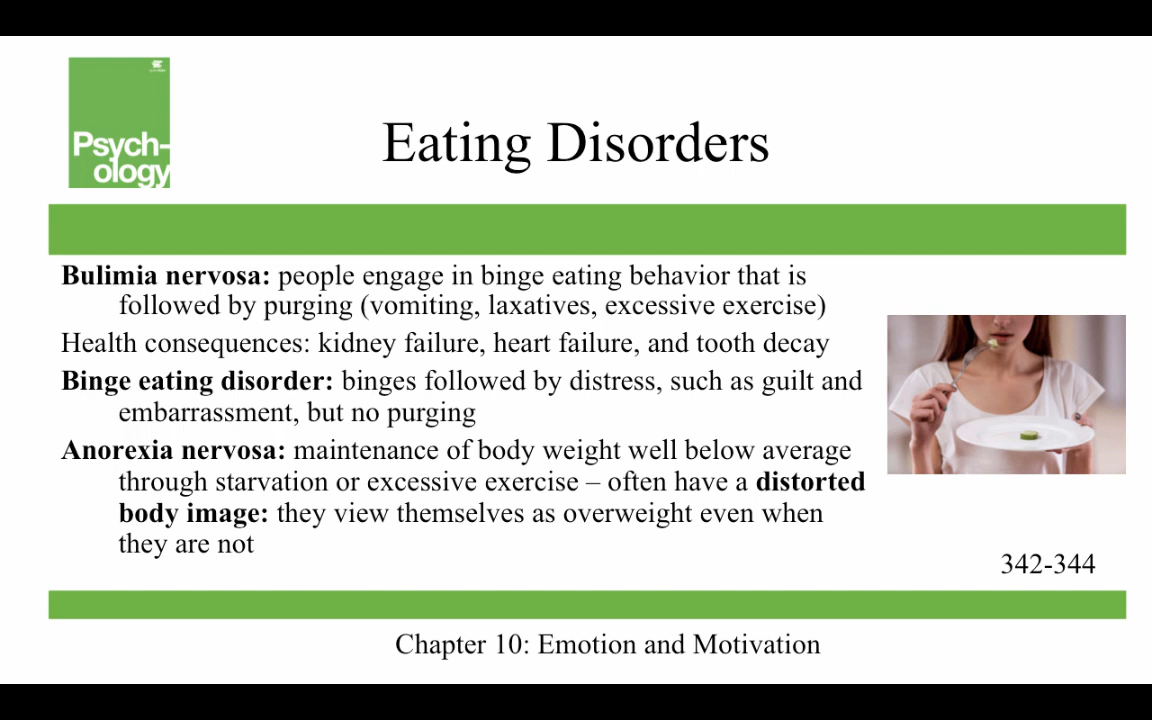 Psych-
ology
Eating Disorders
Bulimia nervosa: people engage in binge eating behavior that is
followed by purging (vomiting, laxatives, excessive exercise)
Health consequences: kidney failure, heart failure, and tooth decay
Binge eating disorder: binges followed by distress, such as guilt and
embarrassment, but no purging
Anorexia nervosa: maintenance of body weight well below average
through starvation or excessive exercise – often have a distorted
body image: they view themselves as overweight even when
they are not
342-344
Chapter 10: Emotion and Motivation